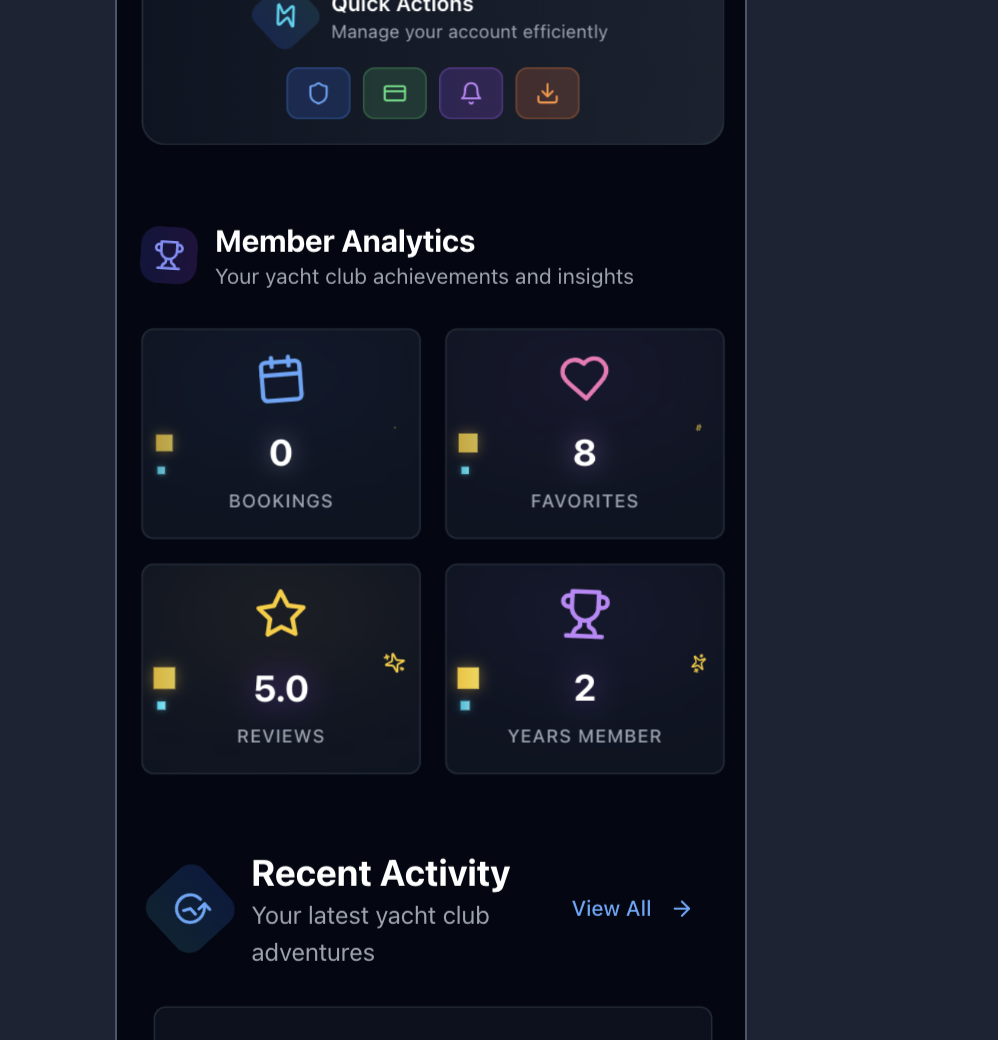 Quick Actions
Manage your account efficiently
Member Analytics
Your yacht club achievements and insights
0
BOOKINGS
8
FAVORITES
5.0
REVIEWS
2
YEARS MEMBER
Recent Activity
Your latest yacht club
adventures
View All